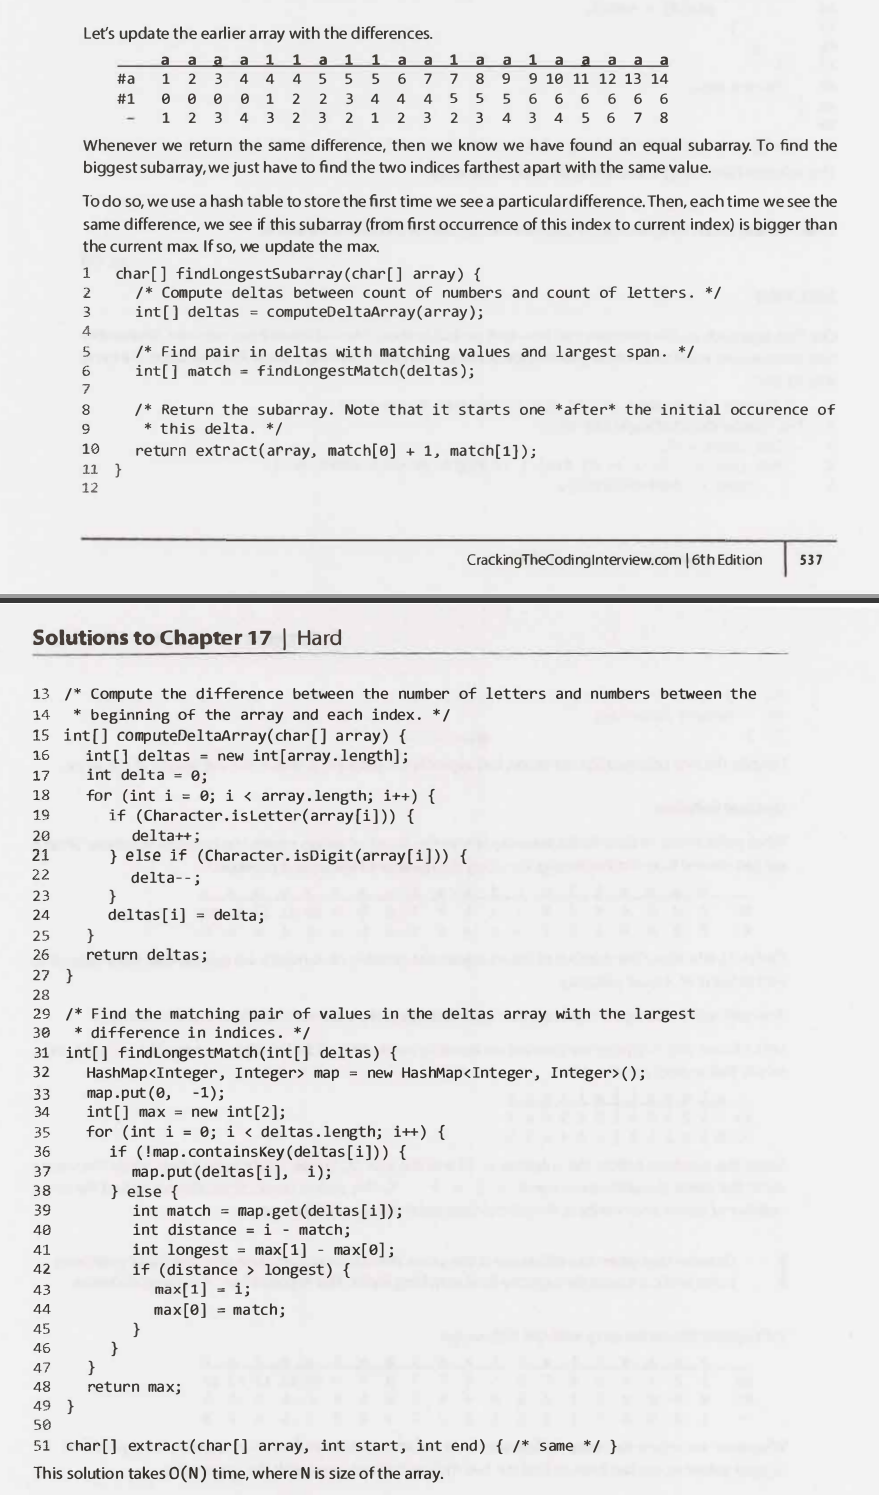 Let's update the earlier array with the differences.
a a a a 1 1 a 1 1 a a 1 a a 1 a a a a a
#a 1 2 3 4 4 4 5 5 5 6 7 7 8 9 9 10 11 12 13 14
#1 0 0 0 0 1 2 2 3 4 4 4 5 5 5 6 6 6 6 6 6
- 1 2 3 4 3 2 3 2 1 2 3 2 3 4 3 4 5 6 7 8
Whenever we return the same difference, then we know we have found an equal subarray. To find the
biggest subarray, we just have to find the two indices farthest apart with the same value.
To do so, we use a hash table to store the first time we see a particular difference. Then, each time we see the
same difference, we see if this subarray (from first occurrence of this index to current index) is bigger than
the current max. If so, we update the max.
1 char[] findLongestSubarray(char[] array) {
2 /* Compute deltas between count of numbers and count of letters. */
3 int[] deltas = computeDeltaArray(array);
4
5 /* Find pair in deltas with matching values and largest span. */
6 int[] match = findLongestMatch(deltas);
7
8 /* Return the subarray. Note that it starts one *after* the initial occurence of
9 * this delta. */
10 return extract(array, match[0] + 1, match[1]);
11 }
12
CrackingTheCodingInterview.com | 6th Edition 537
Solutions to Chapter 17 | Hard
13 /* Compute the difference between the number of letters and numbers between the
14 * beginning of the array and each index. */
15 int[] computeDeltaArray(char[] array) {
16 int[] deltas = new int[array.length];
17 int delta = 0;
18 for (int i = 0; i < array.length; i++) {
19 if (Character.isLetter(array[i])) {
20 delta++;
21 } else if (Character.isDigit(array[i])) {
22 delta--;
23 }
24 deltas[i] = delta;
25 }
26 return deltas;
27 }
28
29 /* Find the matching pair of values in the deltas array with the largest
30 * difference in indices. */
31 int[] findLongestMatch(int[] deltas) {
32 HashMap<Integer, Integer> map = new HashMap<Integer, Integer>();
33 map.put(0, -1);
34 int[] max = new int[2];
35 for (int i = 0; i < deltas.length; i++) {
36 if (!map.containsKey(deltas[i])) {
37 map.put(deltas[i], i);
38 } else {
39 int match = map.get(deltas[i]);
40 int distance = i - match;
41 int longest = max[1] - max[0];
42 if (distance > longest) {
43 max[1] = i;
44 max[0] = match;
45 }
46 }
47 }
48 return max;
49 }
50
51 char[] extract(char[] array, int start, int end) { /* same */ }
This solution takes O(N) time, where N is size of the array.